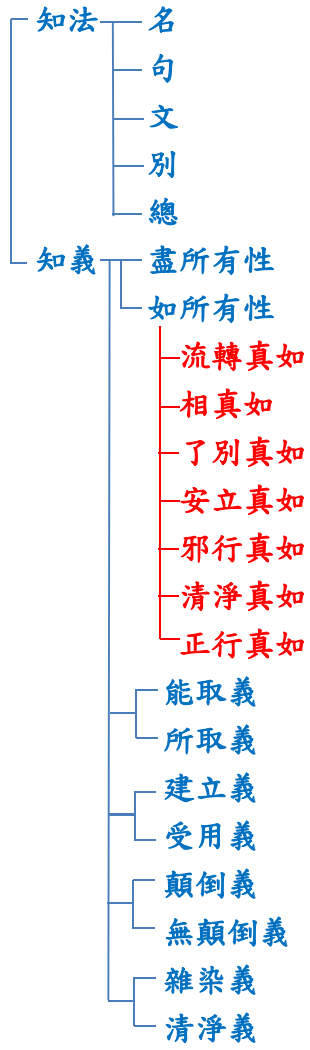 知法 名
句
文
別
總
知義 盡所有性
如所有性
流轉真如
相真如
了別真如
安立真如
邪行真如
清淨真如
正行真如
能取義
所取義
建立義
受用義
顛倒義
無顛倒義
雜染義
清淨義